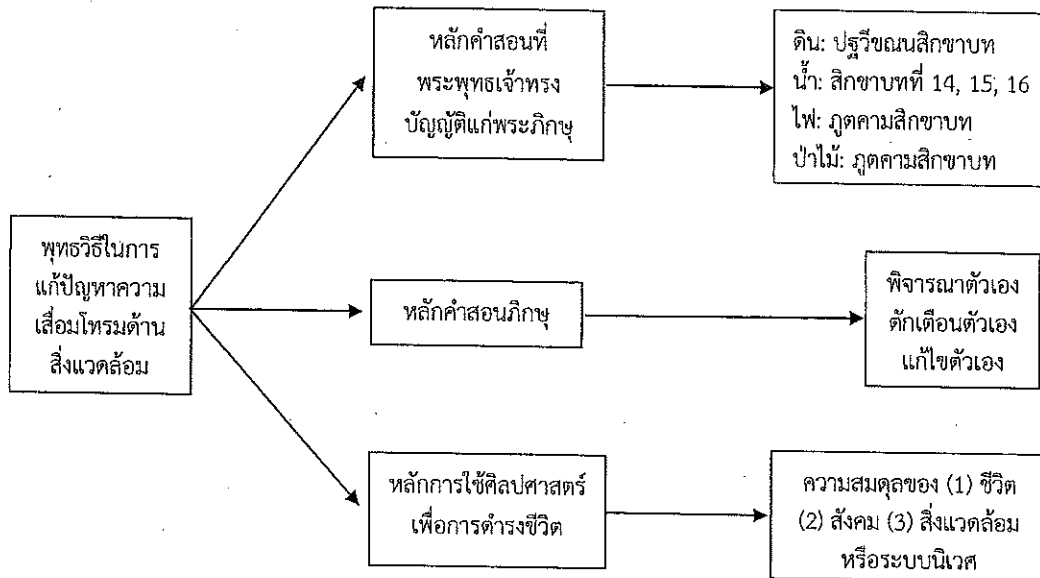 หลักคำสอนที่
พระพุทธเจ้าทรง
บัญญัติแก่พระภิกษุ
ดิน: ปฐวีขณนสิกขาบท
น้ำ: สิกขาบทที่ 14, 15, 16
ไฟ: ภูตคามสิกขาบท
ป่าไม้: ภูตคามสิกขาบท
พุทธวิธีในการ
แก้ปัญหาความ
เสื่อมโทรมด้าน
สิ่งแวดล้อม
หลักคำสอนภิกษุ
พิจารณาตัวเอง
ตักเตือนตัวเอง
แก้ไขตัวเอง
หลักการใช้ศิลปศาสตร์
เพื่อการดำรงชีวิต
ความสมดุลของ (1) ชีวิต
(2) สังคม (3) สิ่งแวดล้อม
หรือระบบนิเวศ